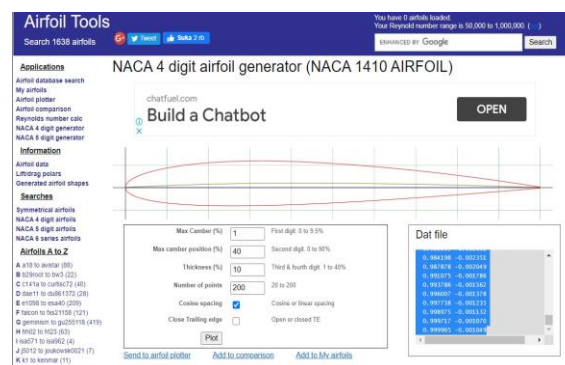 Airfoil Tools
Search 1638 airfoils
G+ Tweet Suka 2 rb
You have 0 airfoils loaded.
Your Reynold number range is 50,000 to 1,000,000.
ENHANCED BY Google
Search
Applications
Airfoil database search
My airfoils
Airfoil plotter
Airfoil comparison
Reynolds number calc
NACA 4 digit generator
NACA 5 digit generator
Information
Airfoil data
Lift/drag polars
Generated airfoil shapes
Searches
Symmetrical airfoils
NACA 4 digit airfoils
NACA 5 digit airfoils
NACA 6 series airfoils
Airfoils A to Z
A a18 to avistar (88)
B b29root to bw3 (22)
C c141a to curtisc72 (40)
D dae11 to du861372 (28)
E e1098 to esa40 (209)
F falcon to fxs21158 (121)
G geminism to gu255118 (419)
H hh02 to ht23 (63)
I isa571 to isa962 (4)
J j5012 to joukowsk0021 (7)
K k1 to kenmar (11)
NACA 4 digit airfoil generator (NACA 1410 AIRFOIL)
chatfuel.com
Build a Chatbot
OPEN
Max Camber (%) 1 First digit. 0 to 9.5%
Max camber position (%) 40 Second digit. 0 to 90%
Thickness (%) 10 Third & fourth digit. 1 to 40%
Number of points 200 20 to 200
Cosine spacing Cosine or linear spacing
Close Trailing edge Open or closed TE
Plot
Send to airfoil plotter Add to comparison Add to My airfoils
Dat file
0.984198 -0.002351
0.987878 -0.002049
0.991075 -0.001786
0.993786 -0.001562
0.996007 -0.001378
0.997738 -0.001235
0.998975 -0.001132
0.999717 -0.001070
0.999965 -0.001049